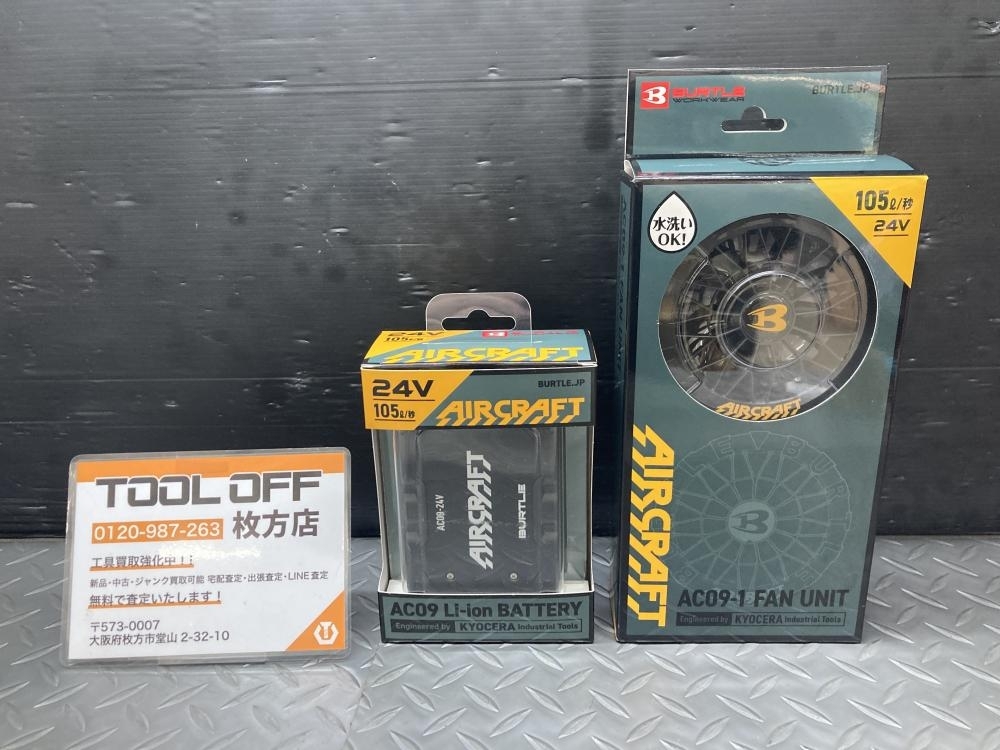 TOOL OFF
0120-987-263 枚方店
工具買取強化中！！
新品・中古・ジャンク買取可能 宅配査定・出張査定・LINE査定
無料で査定いたします！
〒573-0007
大阪府枚方市堂山 2-32-10
24V
105ℓ/秒
AIRCRAFT
24V
105ℓ/秒
BURTLE.JP
AIRCRAFT
AC09-24V
AIRCRAFT
BURTLE
AC09 Li-ion BATTERY
Engineered by KYOCERA Industrial Tools
B BURTLE
WORKWEAR
BURTLE.JP
水洗い
OK!
105ℓ/秒
24V
B
AIRCRAFT
AIRCRAFT
B
AC09-1 FAN UNIT
Engineered by KYOCERA Industrial Tools